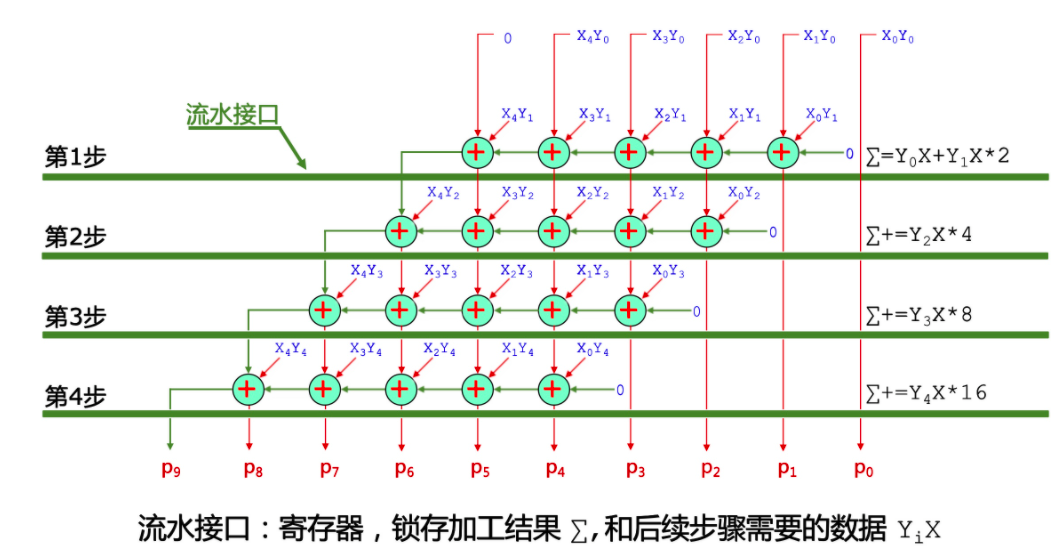 0 X₄Y₀ X₃Y₀ X₂Y₀ X₁Y₀ X₀Y₀
流水接口
X₄Y₁ X₃Y₁ X₂Y₁ X₁Y₁ X₀Y₁
第1步 + + + + + 0 ∑=Y₀X+Y₁X*2
X₄Y₂ X₃Y₂ X₂Y₂ X₁Y₂ X₀Y₂
第2步 + + + + + 0 ∑+=Y₂X*4
X₄Y₃ X₃Y₃ X₂Y₃ X₁Y₃ X₀Y₃
第3步 + + + + + 0 ∑+=Y₃X*8
X₄Y₄ X₃Y₄ X₂Y₄ X₁Y₄ X₀Y₄
第4步 + + + + + 0 ∑+=Y₄X*16
p₉ p₈ p₇ p₆ p₅ p₄ p₃ p₂ p₁ p₀
流水接口：寄存器，锁存加工结果 ∑,和后续步骤需要的数据 YᵢX